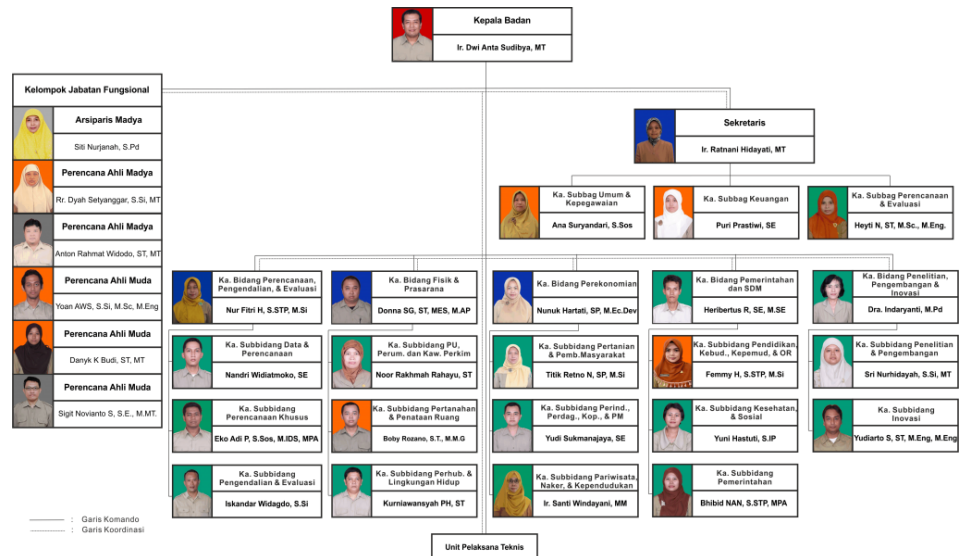 Kepala Badan
Ir. Dwi Anta Sudibya, MT
Kelompok Jabatan Fungsional
Arsiparis Madya
Siti Nurjanah, S.Pd
Perencana Ahli Madya
Rr. Dyah Setyanggar, S.Si, MT
Perencana Ahli Madya
Anton Rahmat Widodo, ST, MT
Perencana Ahli Muda
Yoan AWS, S.Si, M.Sc, M.Eng
Perencana Ahli Muda
Danyk K Budi, ST, MT
Perencana Ahli Muda
Sigit Novianto S, S.E., M.MT.
Sekretaris
Ir. Ratnani Hidayati, MT
Ka. Subbag Umum &
Kepegawaian
Ana Suryandari, S.Sos
Ka. Subbag Keuangan
Puri Prastiwi, SE
Ka. Subbag Perencanaan
& Evaluasi
Heyti N, ST, M.Sc., M.Eng.
Ka. Bidang Perencanaan,
Pengendalian, & Evaluasi
Nur Fitri H, S.STP, M.Si
Ka. Bidang Fisik &
Prasarana
Donna SG, ST, MES, M.AP
Ka. Bidang Perekonomian
Nunuk Hartati, SP, M.Ec.Dev
Ka. Bidang Pemerintahan
dan SDM
Heribertus R, SE, M.SE
Ka. Bidang Penelitian,
Pengembangan &
Inovasi
Dra. Indaryanti, M.Pd
Ka. Subbidang Data &
Perencanaan
Nandri Widiatmoko, SE
Ka. Subbidang PU,
Perum. dan Kaw. Perkim
Noor Rakhmah Rahayu, ST
Ka. Subbidang Pertanian
& Pemb.Masyarakat
Titik Retno N, SP, M.Si
Ka. Subbidang Pendidikan,
Kebud., Kepemud, & OR
Femmy H, S.STP, M.Si
Ka. Subbidang Penelitian
& Pengembangan
Sri Nurhidayah, S.Si, MT
Ka. Subbidang
Perencanaan Khusus
Eko Adi P, S.Sos, M.IDS, MPA
Ka. Subbidang Pertanahan
& Penataan Ruang
Boby Rozano, S.T., M.M.G
Ka. Subbidang Perind.,
Perdag., Kop., & PM
Yudi Sukmanajaya, SE
Ka. Subbidang Kesehatan,
& Sosial
Yuni Hastuti, S.IP
Ka. Subbidang
Inovasi
Yudiarto S, ST, M.Eng, M.Eng
Ka. Subbidang
Pengendalian & Evaluasi
Iskandar Widagdo, S.Si
Ka. Subbidang Perhub. &
Lingkungan Hidup
Kurniawansyah PH, ST
Ka. Subbidang Pariwisata,
Naker, & Kependudukan
Ir. Santi Windayani, MM
Ka. Subbidang
Pemerintahan
Bhibid NAN, S.STP, MPA
: Garis Komando
: Garis Koordinasi
Unit Pelaksana Teknis